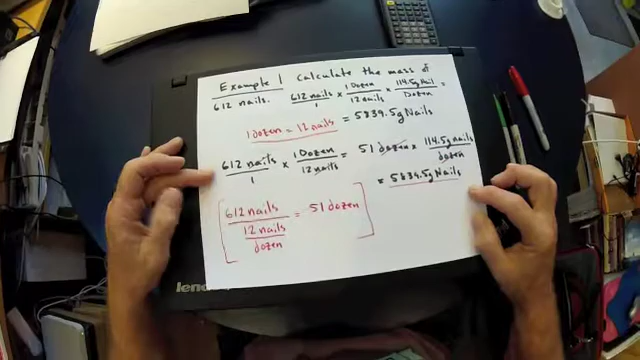 Example 1 Calculate the mass of
612 nails. 612 nails/1 × 1 Dozen/12 nails × 114.5g Nail/Dozen =
1 Dozen = 12 nails = 5839.5g Nails
612 nails/1 × 1 Dozen/12 nails = 51 dozen × 114.5g nails/dozen
= 5839.5g Nails
[612 nails/12 nails/dozen = 51 dozen]
lenovo